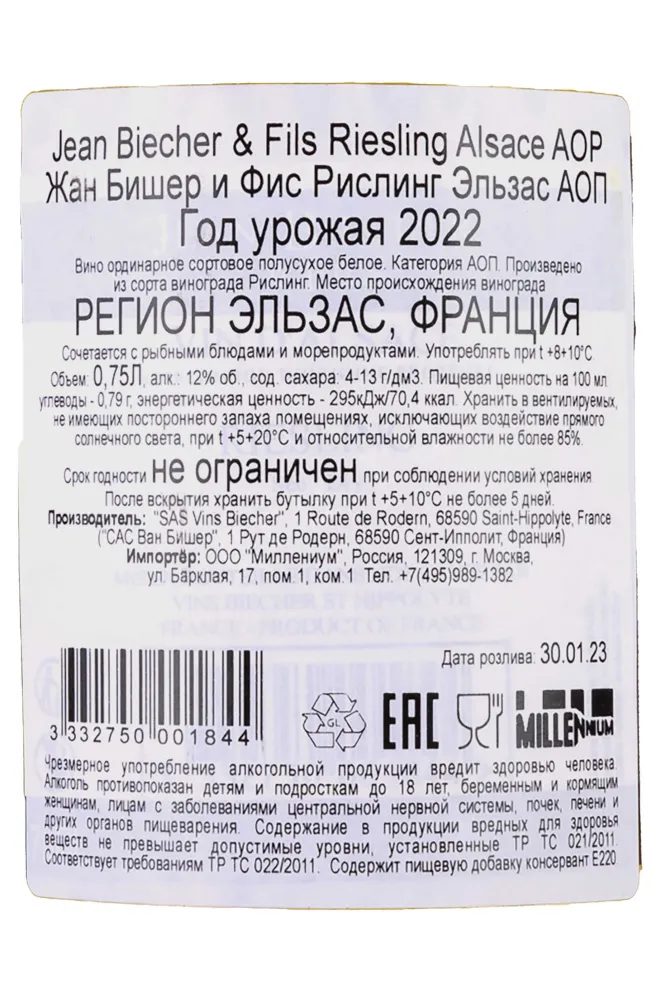 Jean Biecher & Fils Riesling Alsace AOP
Жан Бишер и Фис Рислинг Эльзас АОП
Год урожая 2022
Вино ординарное сортовое полусухое белое. Категория АОП. Произведено
из сорта винограда Рислинг. Место происхождения винограда
РЕГИОН ЭЛЬЗАС, ФРАНЦИЯ
Сочетается с рыбными блюдами и морепродуктами. Употреблять при t +8+10°C
Объем: 0,75Л, алк.: 12% об., сод. сахара: 4-13 г/дм3. Пищевая ценность на 100 мл
углеводы - 0,79 г, энергетическая ценность - 295кДж/70,4 ккал. Хранить в вентилируемых,
не имеющих постороннего запаха помещениях, исключающих воздействие прямого
солнечного света, при t +5+20°C и относительной влажности не более 85%.
Срок годности не ограничен при соблюдении условий хранения
После вскрытия хранить бутылку при t +5+10°C не более 5 дней.
Производитель: "SAS Vins Biecher", 1 Route de Rodern, 68590 Saint-Hippolyte, France
("САС Ван Бишер", 1 Рут де Родерн, 68590 Сент-Ипполит, Франция)
Импортёр: ООО "Миллениум", Россия, 121309, г. Москва,
ул. Барклая, 17, пом.1, ком.1 Тел. +7(495)989-1382
VINS BIECHER ST HIPPOLYTE
FRANCE - PRODUCT OF FRANCE
Дата розлива: 30.01.23
3 332750 001844
GL
EAC
MILLENNIUM
Чрезмерное употребление алкогольной продукции вредит здоровью человека.
Алкоголь противопоказан детям и подросткам до 18 лет, беременным и кормящим
женщинам, лицам с заболеваниями центральной нервной системы, почек, печени и
других органов пищеварения. Содержание в продукции вредных для здоровья
веществ не превышает допустимые уровни, установленные ТР ТС 021/2011.
Соответствует требованиям ТР ТС 022/2011. Содержит пищевую добавку консервант Е220